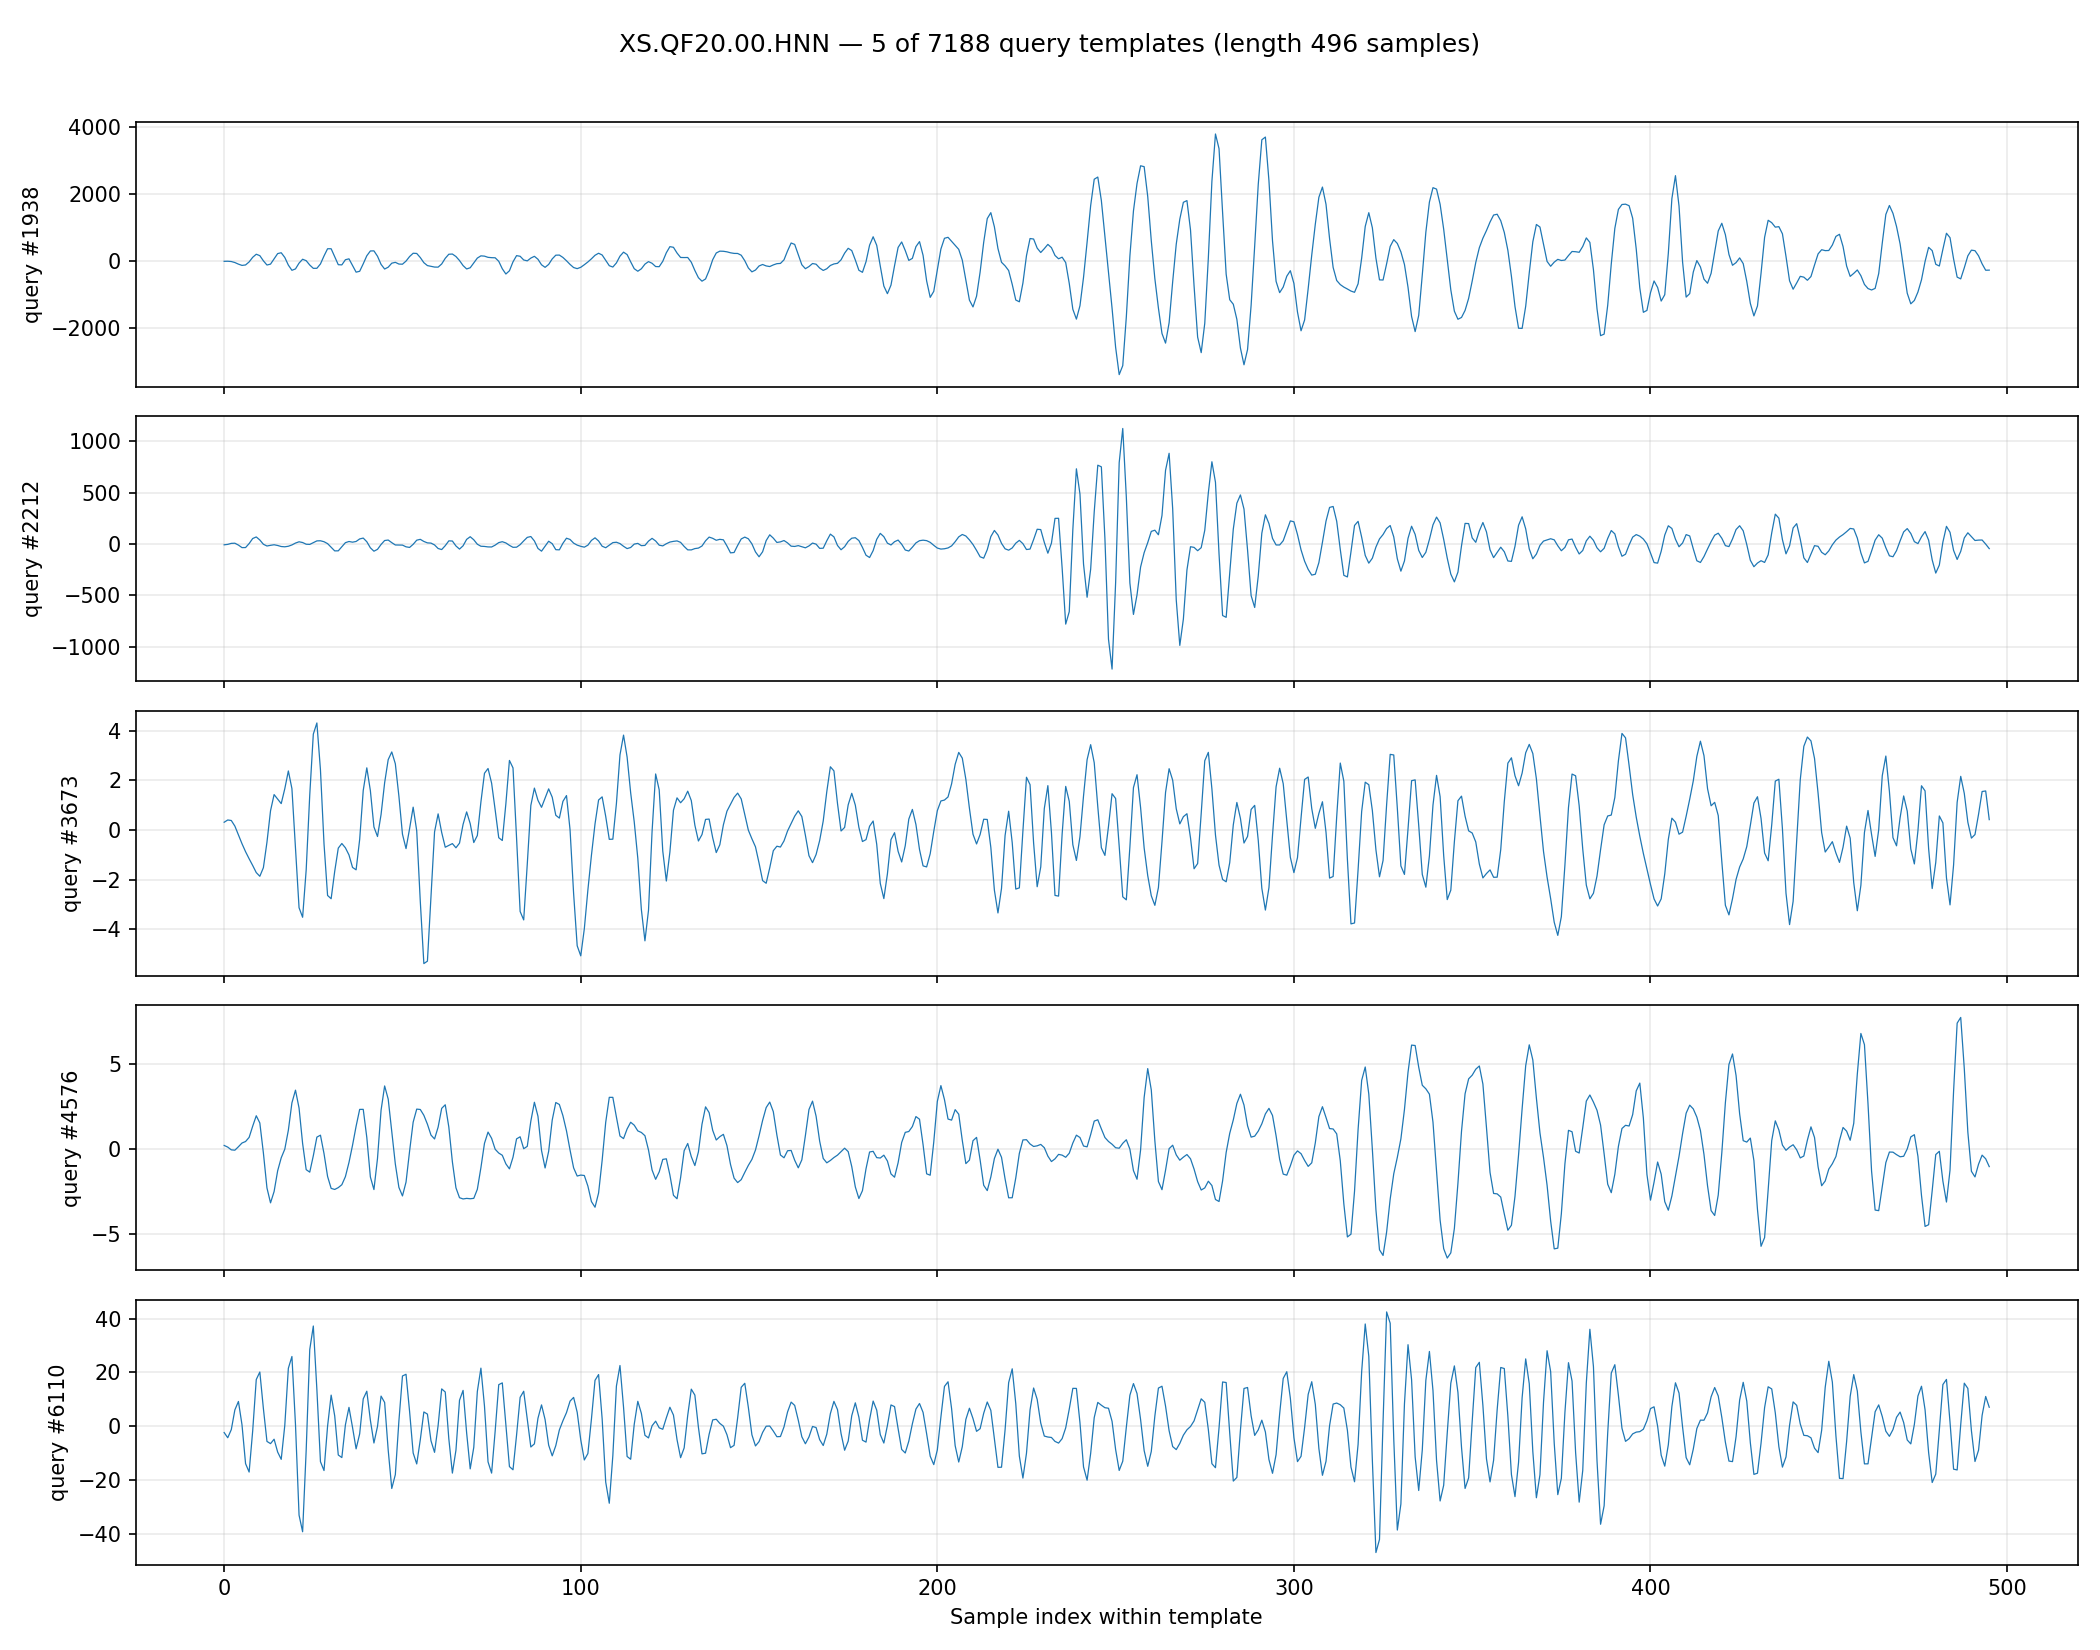 XS.QF20.00.HNN — 5 of 7188 query templates (length 496 samples)
4000
2000
0
−2000
query #1938
1000
500
0
−500
−1000
query #2212
4
2
0
−2
−4
query #3673
5
0
−5
query #4576
40
20
0
−20
−40
query #6110
0 100 200 300 400 500
Sample index within template